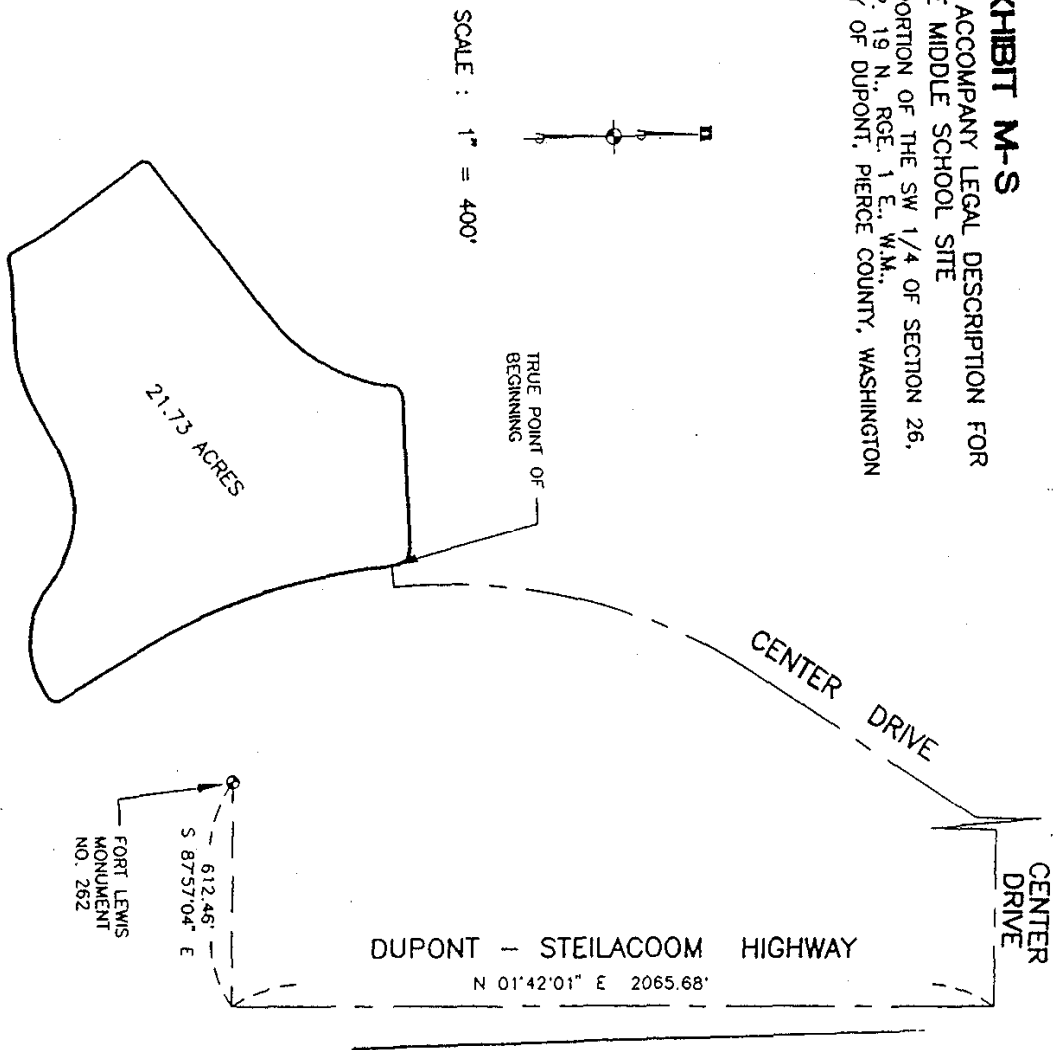 XHIBIT M-S
ACCOMPANY LEGAL DESCRIPTION FOR
E MIDDLE SCHOOL SITE
PORTION OF THE SW 1/4 OF SECTION 26,
P. 19 N., RGE. 1 E., W.M.,
Y OF DUPONT, PIERCE COUNTY, WASHINGTON
n
SCALE : 1" = 400'
TRUE POINT OF
BEGINNING
21.73 ACRES
CENTER DRIVE
CENTER
DRIVE
DUPONT - STEILACOOM HIGHWAY
N 01°42'01" E 2065.68'
612.46'
S 87°57'04" E
FORT LEWIS
MONUMENT
NO. 262